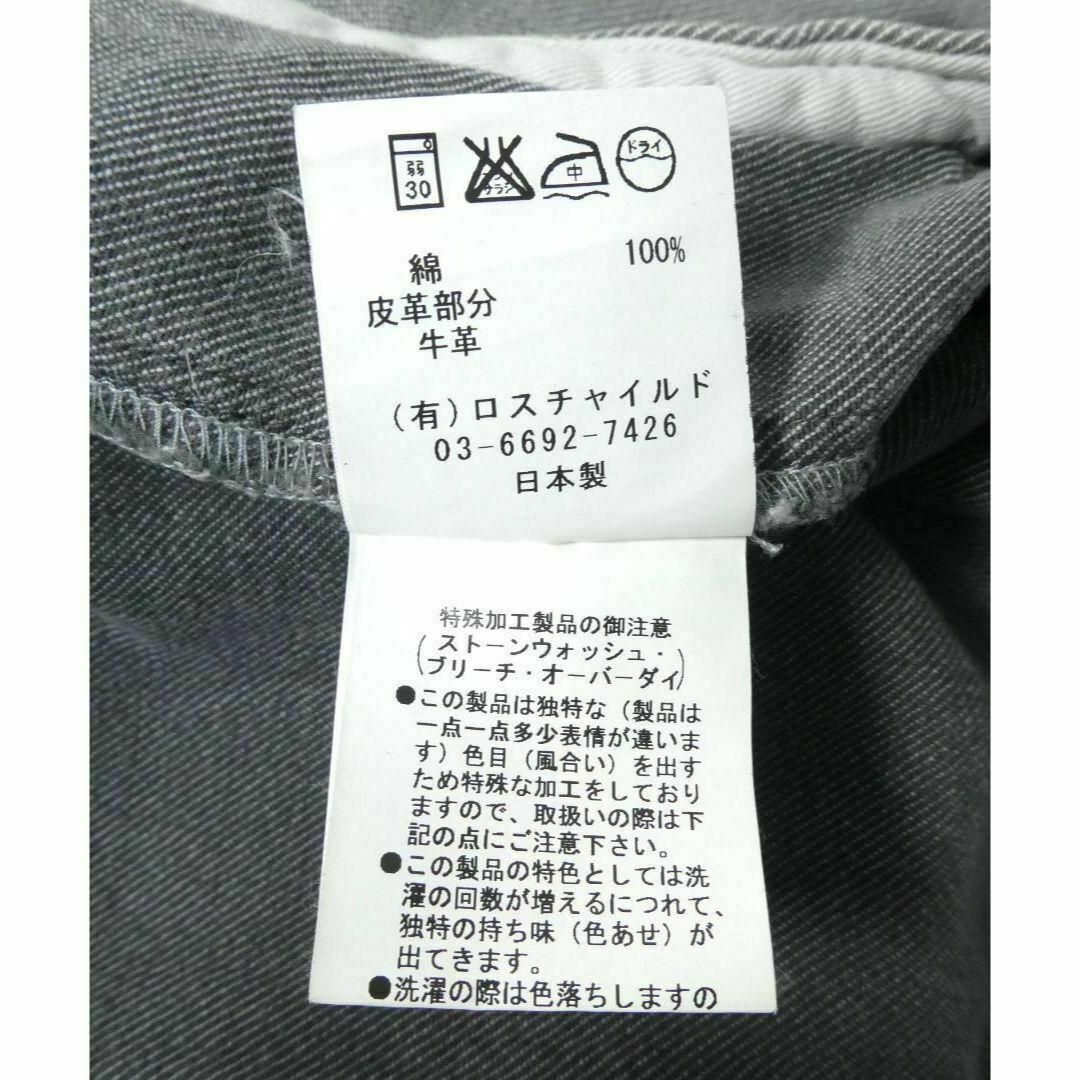 弱
30
エンソ
サラシ
中
ドライ
綿 100%
皮革部分
牛革
(有)ロスチャイルド
03-6692-7426
日本製
特殊加工製品の御注意
(ストーンウォッシュ・
ブリーチ・オーバーダイ)
●この製品は独特な(製品は
一点一点多少表情が違いま
す)色目(風合い)を出す
ため特殊な加工をしており
ますので、取扱いの際は下
記の点にご注意下さい。
●この製品の特色としては洗
濯の回数が増えるにつれて、
独特の持ち味(色あせ)が
出てきます。
●洗濯の際は色落ちしますの